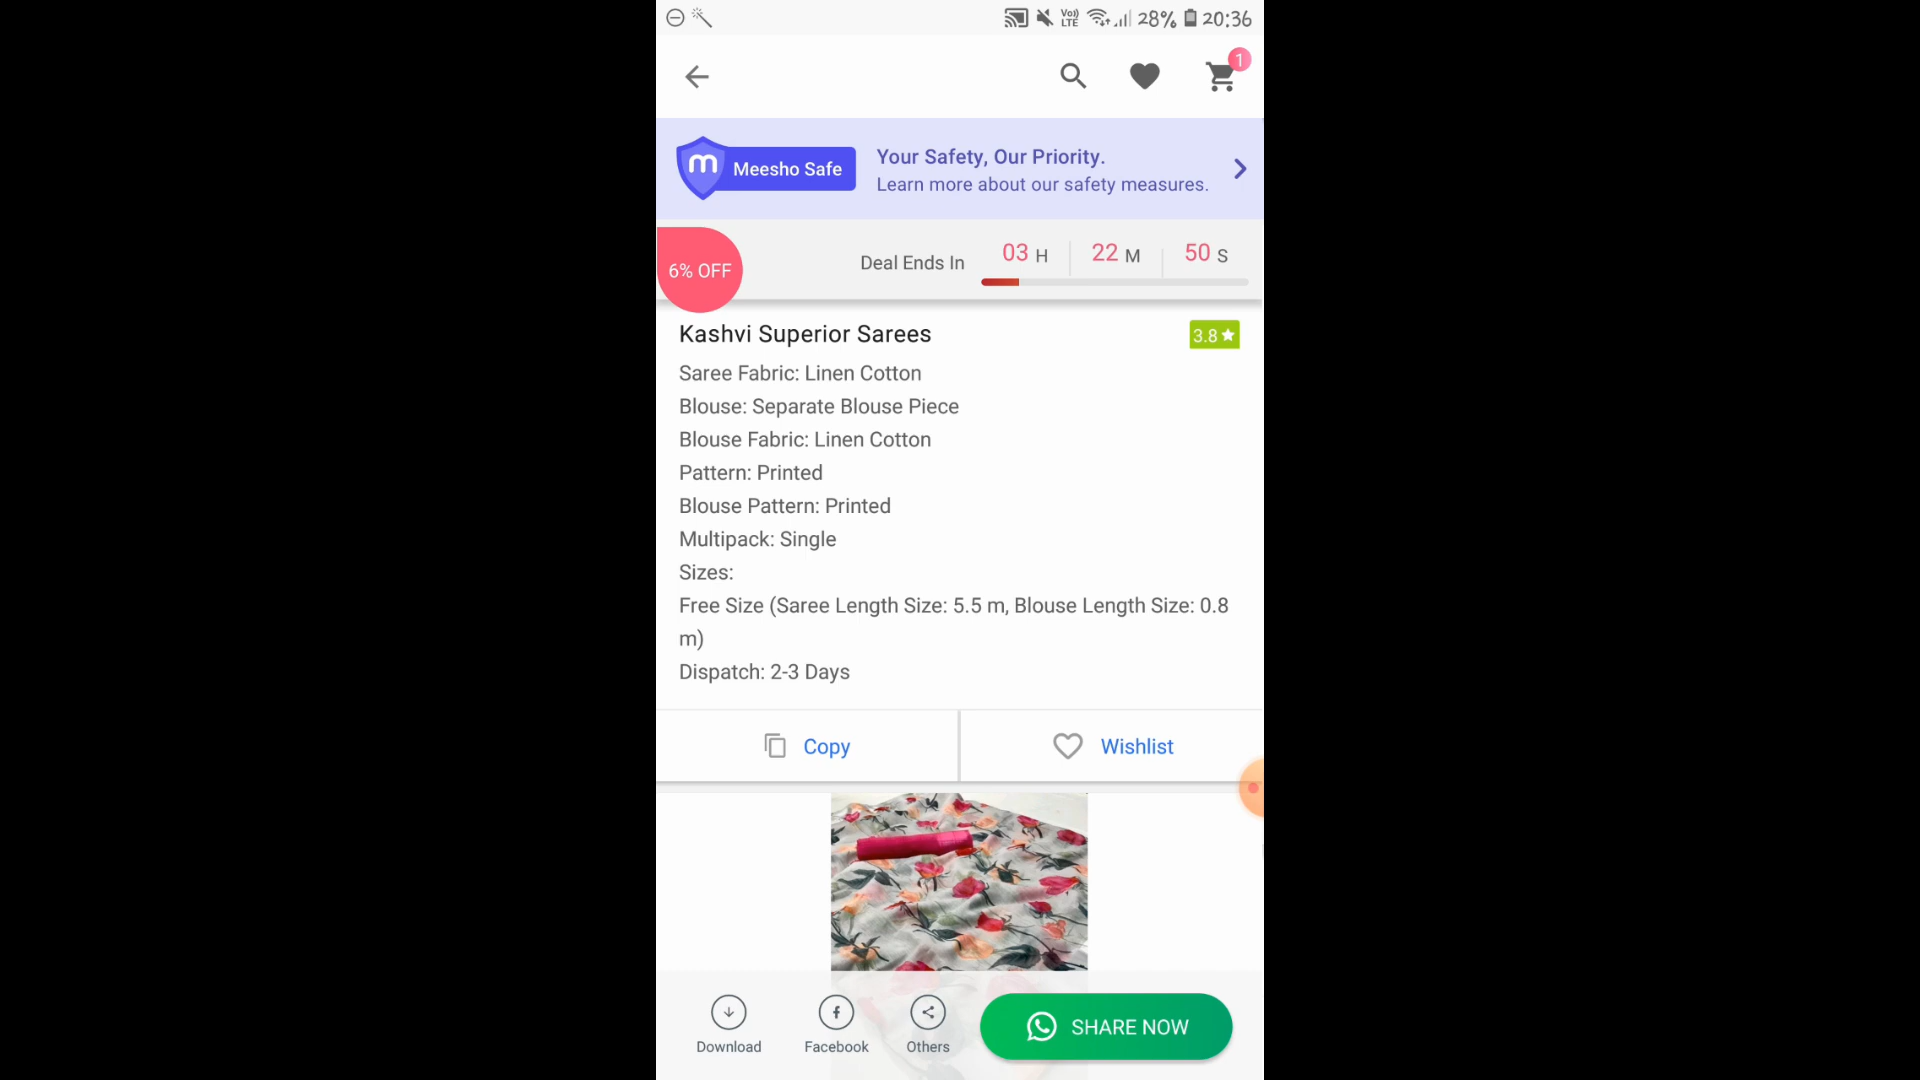 Vo)) LTE 28% 20:36
1
m Meesho Safe
Your Safety, Our Priority.
Learn more about our safety measures.
6% OFF
Deal Ends In 03 H 22 M 50 S
Kashvi Superior Sarees
3.8
Saree Fabric: Linen Cotton
Blouse: Separate Blouse Piece
Blouse Fabric: Linen Cotton
Pattern: Printed
Blouse Pattern: Printed
Multipack: Single
Sizes:
Free Size (Saree Length Size: 5.5 m, Blouse Length Size: 0.8
m)
Dispatch: 2-3 Days
Copy
Wishlist
Download
Facebook
Others
SHARE NOW